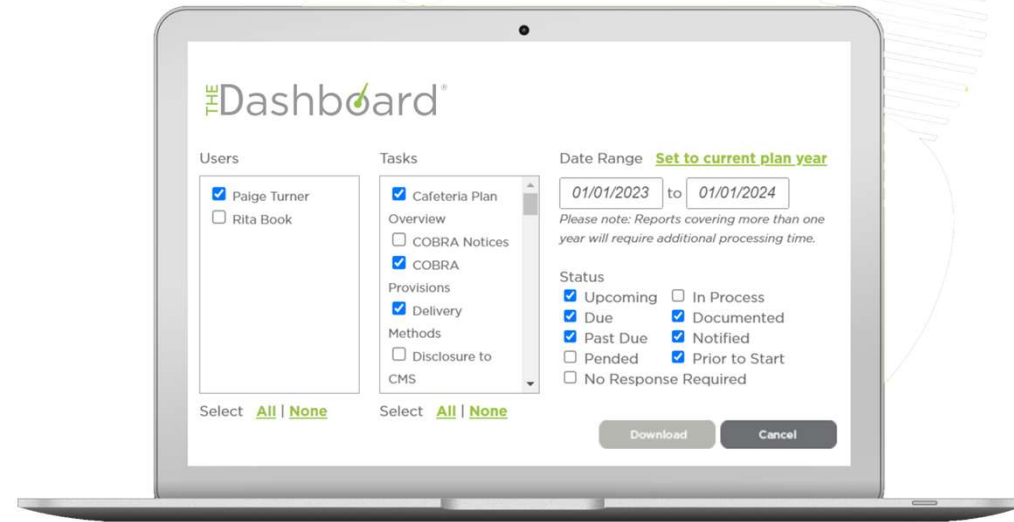 THE Dashboard®
Users
Paige Turner
Rita Book
Select All | None
Tasks
Cafeteria Plan
Overview
COBRA Notices
COBRA
Provisions
Delivery
Methods
Disclosure to
CMS
Select All | None
Date Range Set to current plan year
01/01/2023 to 01/01/2024
Please note: Reports covering more than one
year will require additional processing time.
Status
Upcoming In Process
Due Documented
Past Due Notified
Pended Prior to Start
No Response Required
Download Cancel